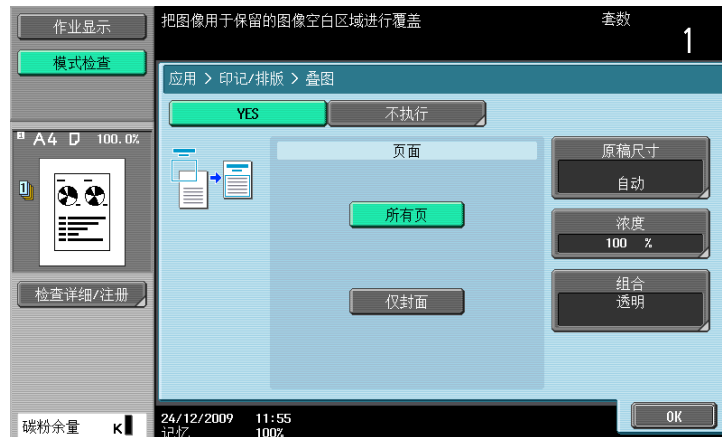 作业显示
模式检查
把图像用于保留的图像空白区域进行覆盖
套数
1
应用 > 印记/排版 > 叠图
YES
不执行
A4 100.0%
1
页面
所有页
仅封面
原稿尺寸
自动
浓度
100 %
组合
透明
检查详细/注册
碳粉余量 K
24/12/2009 11:55
记忆 100%
OK